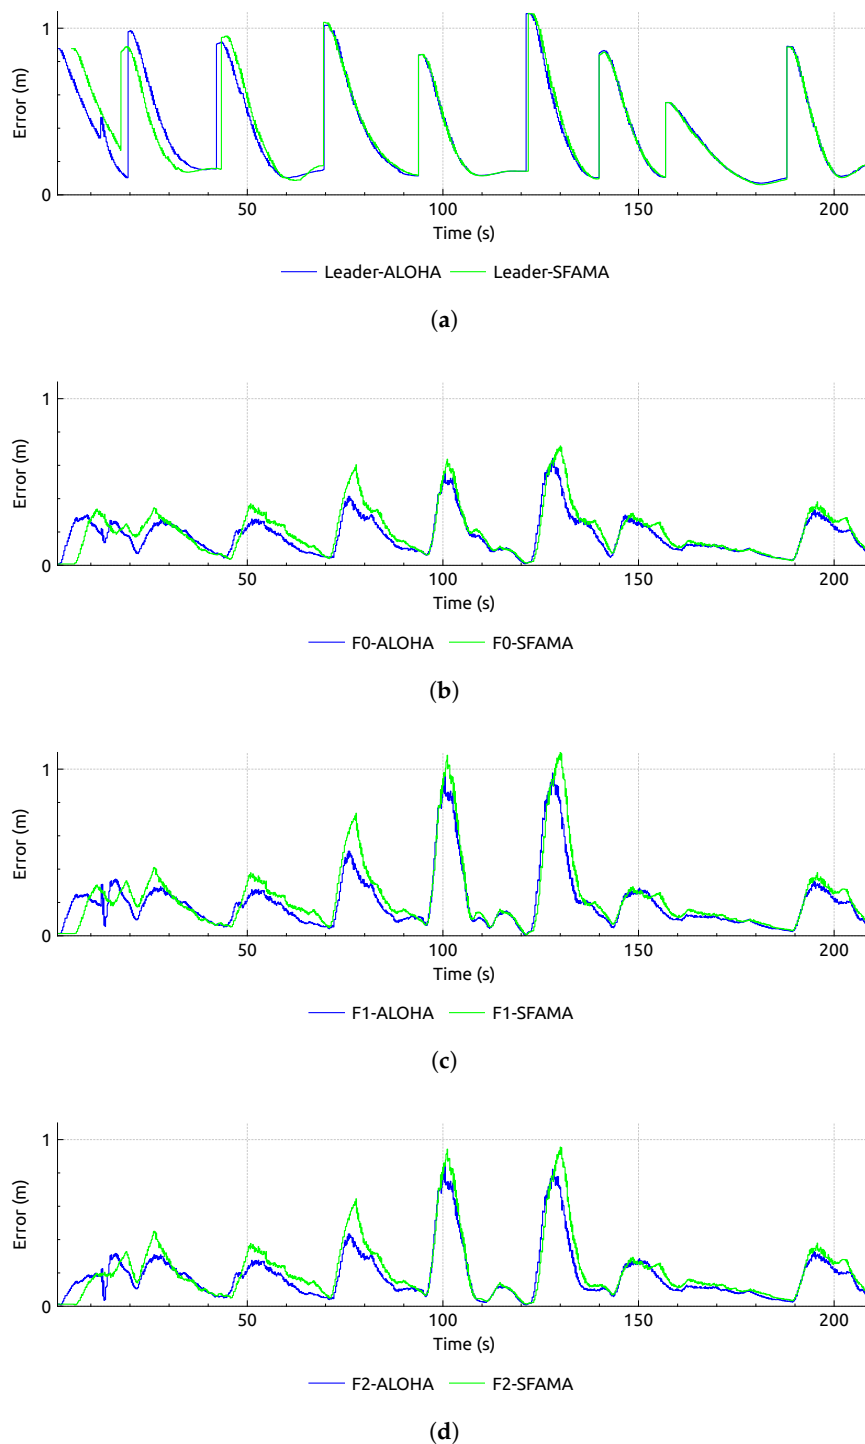 1
Error (m)
0
50
100
150
200
Time (s)
Leader-ALOHA
Leader-SFAMA
(a)
1
Error (m)
0
50
100
150
200
Time (s)
F0-ALOHA
F0-SFAMA
(b)
1
Error (m)
0
50
100
150
200
Time (s)
F1-ALOHA
F1-SFAMA
(c)
1
Error (m)
0
50
100
150
200
Time (s)
F2-ALOHA
F2-SFAMA
(d)